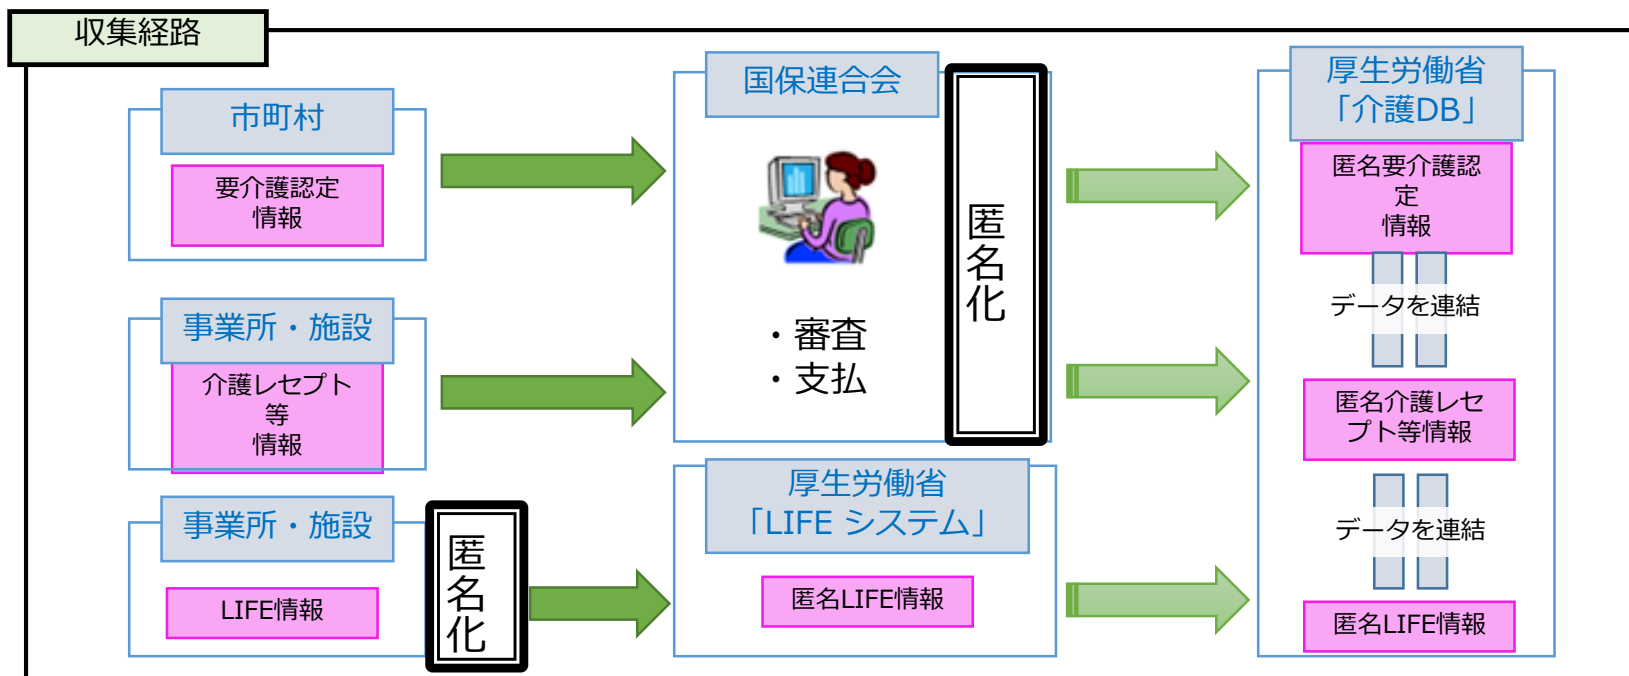 収集経路
市町村
要介護認定
情報
事業所・施設
介護レセプト
等
情報
事業所・施設
LIFE情報
匿名化
国保連合会
・審査
・支払
匿名化
厚生労働省
「LIFE システム」
匿名LIFE情報
厚生労働省
「介護DB」
匿名要介護認
定
情報
データを連結
匿名介護レセ
プト等情報
データを連結
匿名LIFE情報